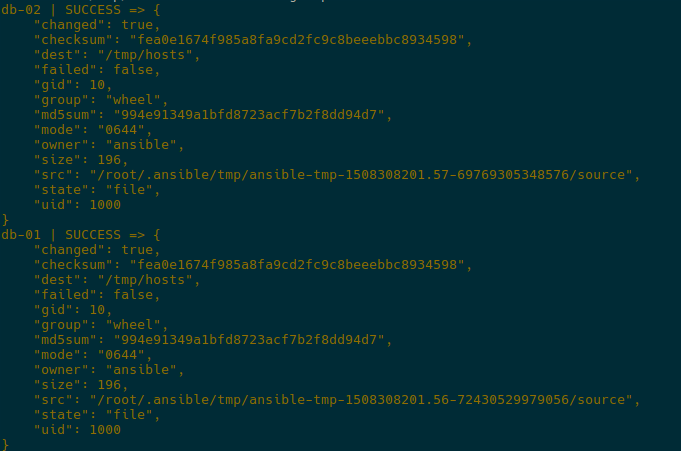 db-02 | SUCCESS => {
    "changed": true,
    "checksum": "fea0e1674f985a8fa9cd2fc9c8beeebbc8934598",
    "dest": "/tmp/hosts",
    "failed": false,
    "gid": 10,
    "group": "wheel",
    "md5sum": "994e91349a1bfd8723acf7b2f8dd94d7",
    "mode": "0644",
    "owner": "ansible",
    "size": 196,
    "src": "/root/.ansible/tmp/ansible-tmp-1508308201.57-69769305348576/source",
    "state": "file",
    "uid": 1000
}
db-01 | SUCCESS => {
    "changed": true,
    "checksum": "fea0e1674f985a8fa9cd2fc9c8beeebbc8934598",
    "dest": "/tmp/hosts",
    "failed": false,
    "gid": 10,
    "group": "wheel",
    "md5sum": "994e91349a1bfd8723acf7b2f8dd94d7",
    "mode": "0644",
    "owner": "ansible",
    "size": 196,
    "src": "/root/.ansible/tmp/ansible-tmp-1508308201.56-72430529979056/source",
    "state": "file",
    "uid": 1000
}